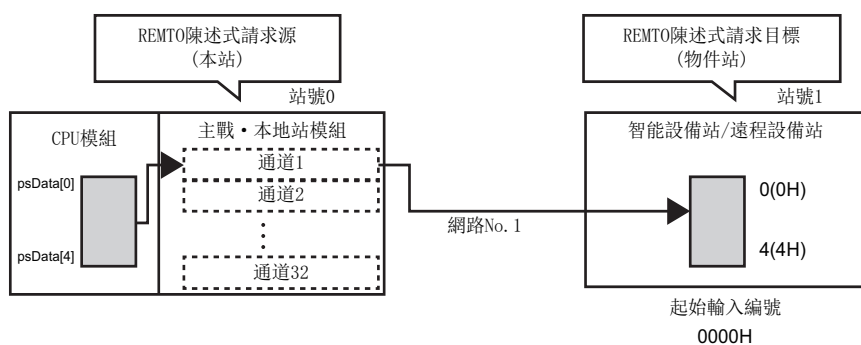 REMTO陳述式請求源
(本站)
REMTO陳述式請求目標
(物件站)
站號0
站號1
CPU模組
主戰・本地站模組
智能設備站/遠程設備站
psData[0]
psData[4]
通道1
通道2
通道32
網路No.1
0(0H)
4(4H)
起始輸入編號
0000H